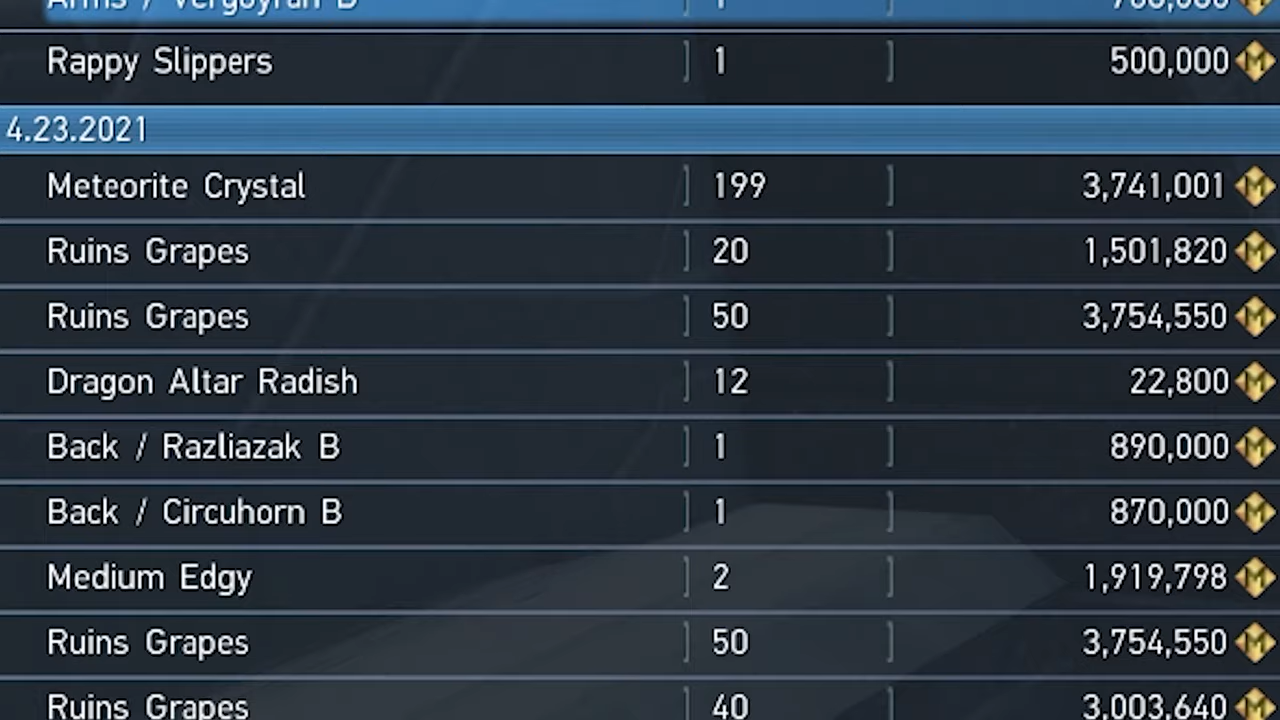 Arms / Vergoyran B 1
Rappy Slippers 1 500,000
4.23.2021
Meteorite Crystal 199 3,741,001
Ruins Grapes 20 1,501,820
Ruins Grapes 50 3,754,550
Dragon Altar Radish 12 22,800
Back / Razliazak B 1 890,000
Back / Circuhorn B 1 870,000
Medium Edgy 2 1,919,798
Ruins Grapes 50 3,754,550
Ruins Grapes 40 3,003,640